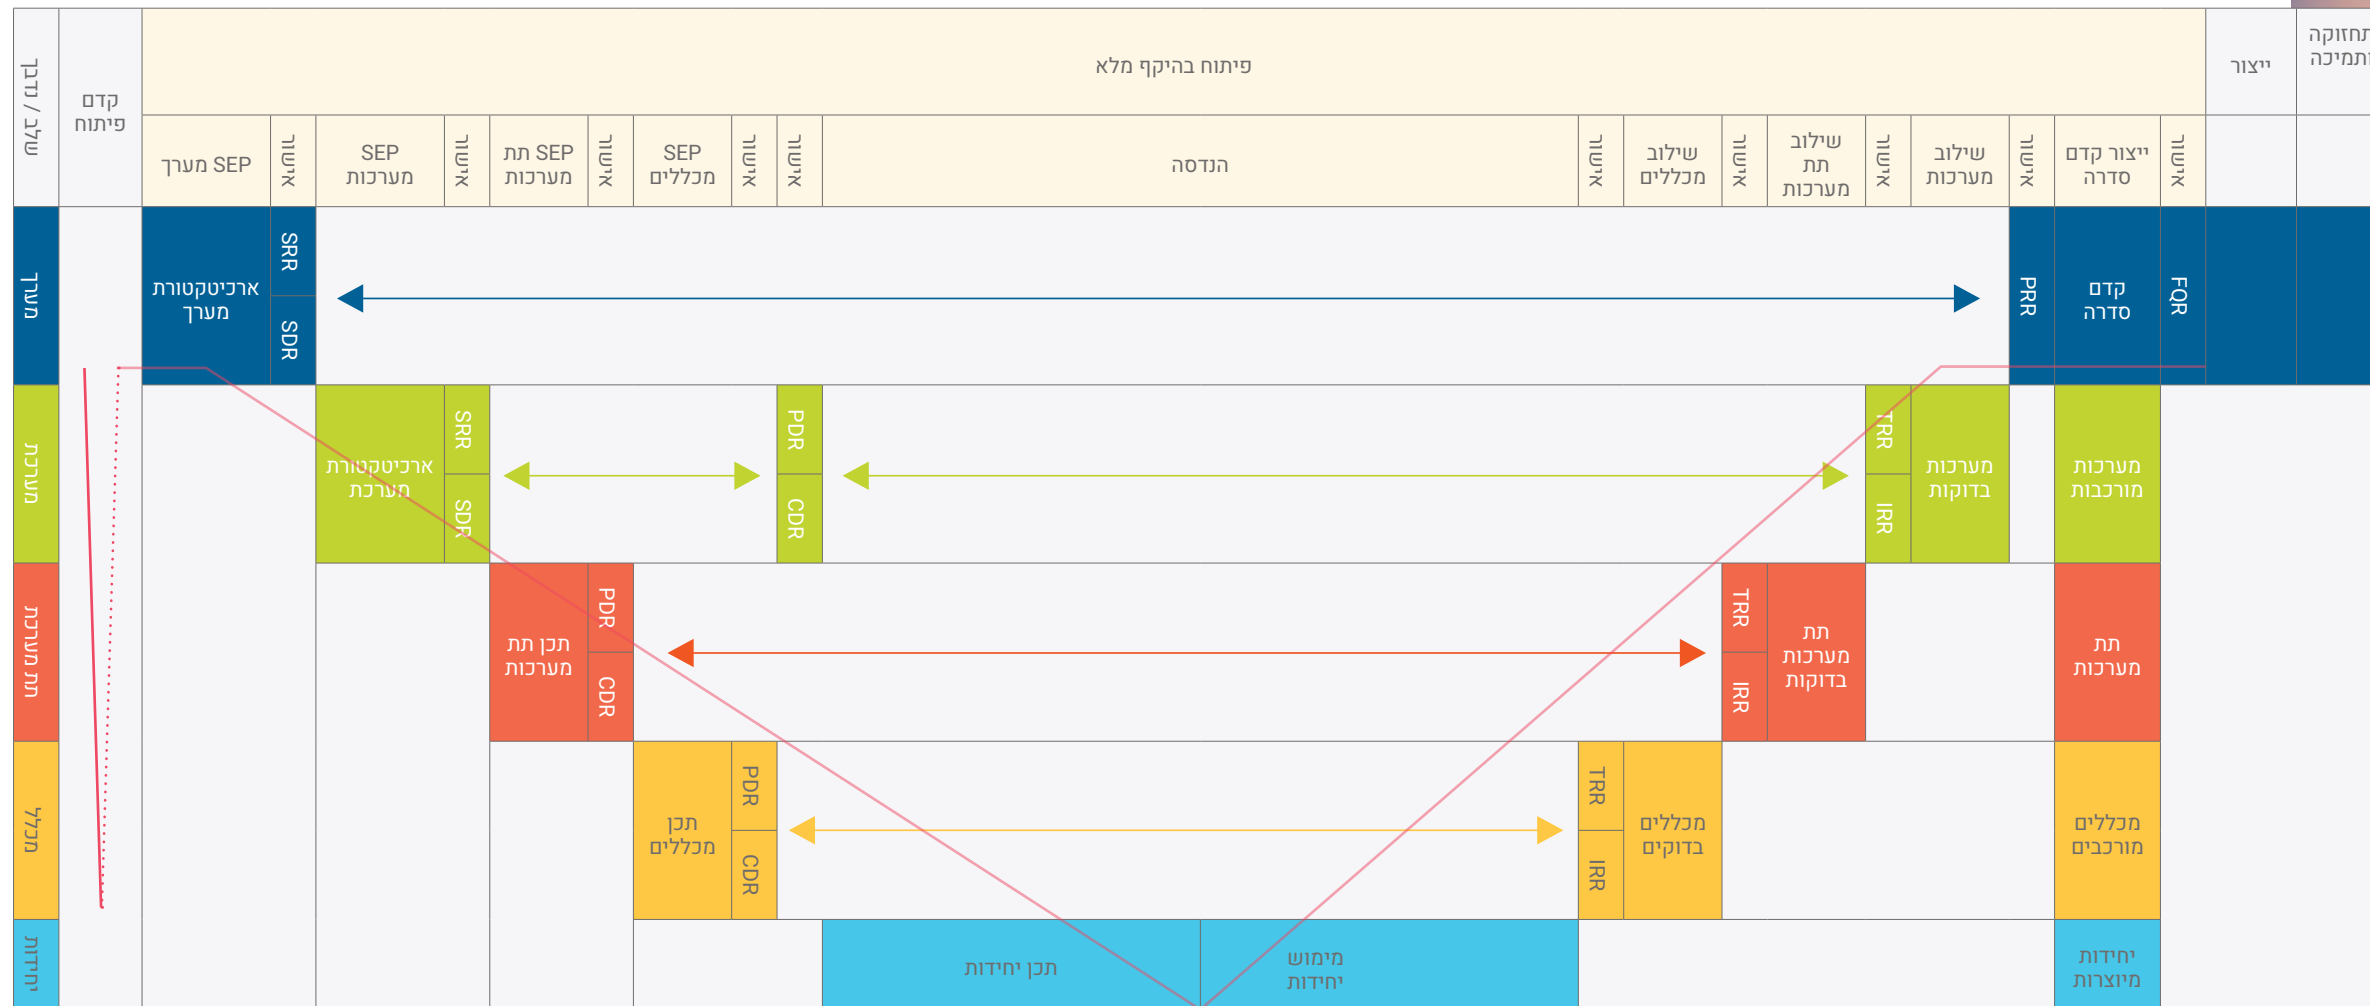 שלב / נדבך
קדם
פיתוח
פיתוח בהיקף מלא
ייצור
תחזוקה
ותמיכה
SEP מערך
אישור
SEP
מערכות
אישור
SEP תת
מערכות
אישור
SEP
מכללים
אישור
אישור
הנדסה
אישור
שילוב
מכללים
אישור
שילוב
תת
מערכות
אישור
שילוב
מערכות
אישור
ייצור קדם
סדרה
אישור
מערך
ארכיטקטורת
מערך
SRR
SDR
PRR
קדם
סדרה
FQR
מערכת
ארכיטקטורת
מערכת
SRR
SDR
PDR
CDR
TRR
IRR
מערכות
בדוקות
מערכות
מורכבות
תת מערכת
תכן תת
מערכות
PDR
CDR
TRR
IRR
תת
מערכות
בדוקות
תת
מערכות
מכלל
תכן
מכללים
PDR
CDR
TRR
IRR
מכללים
בדוקים
מכללים
מורכבים
יחידות
תכן יחידות
מימוש
יחידות
יחידות
מיוצרות